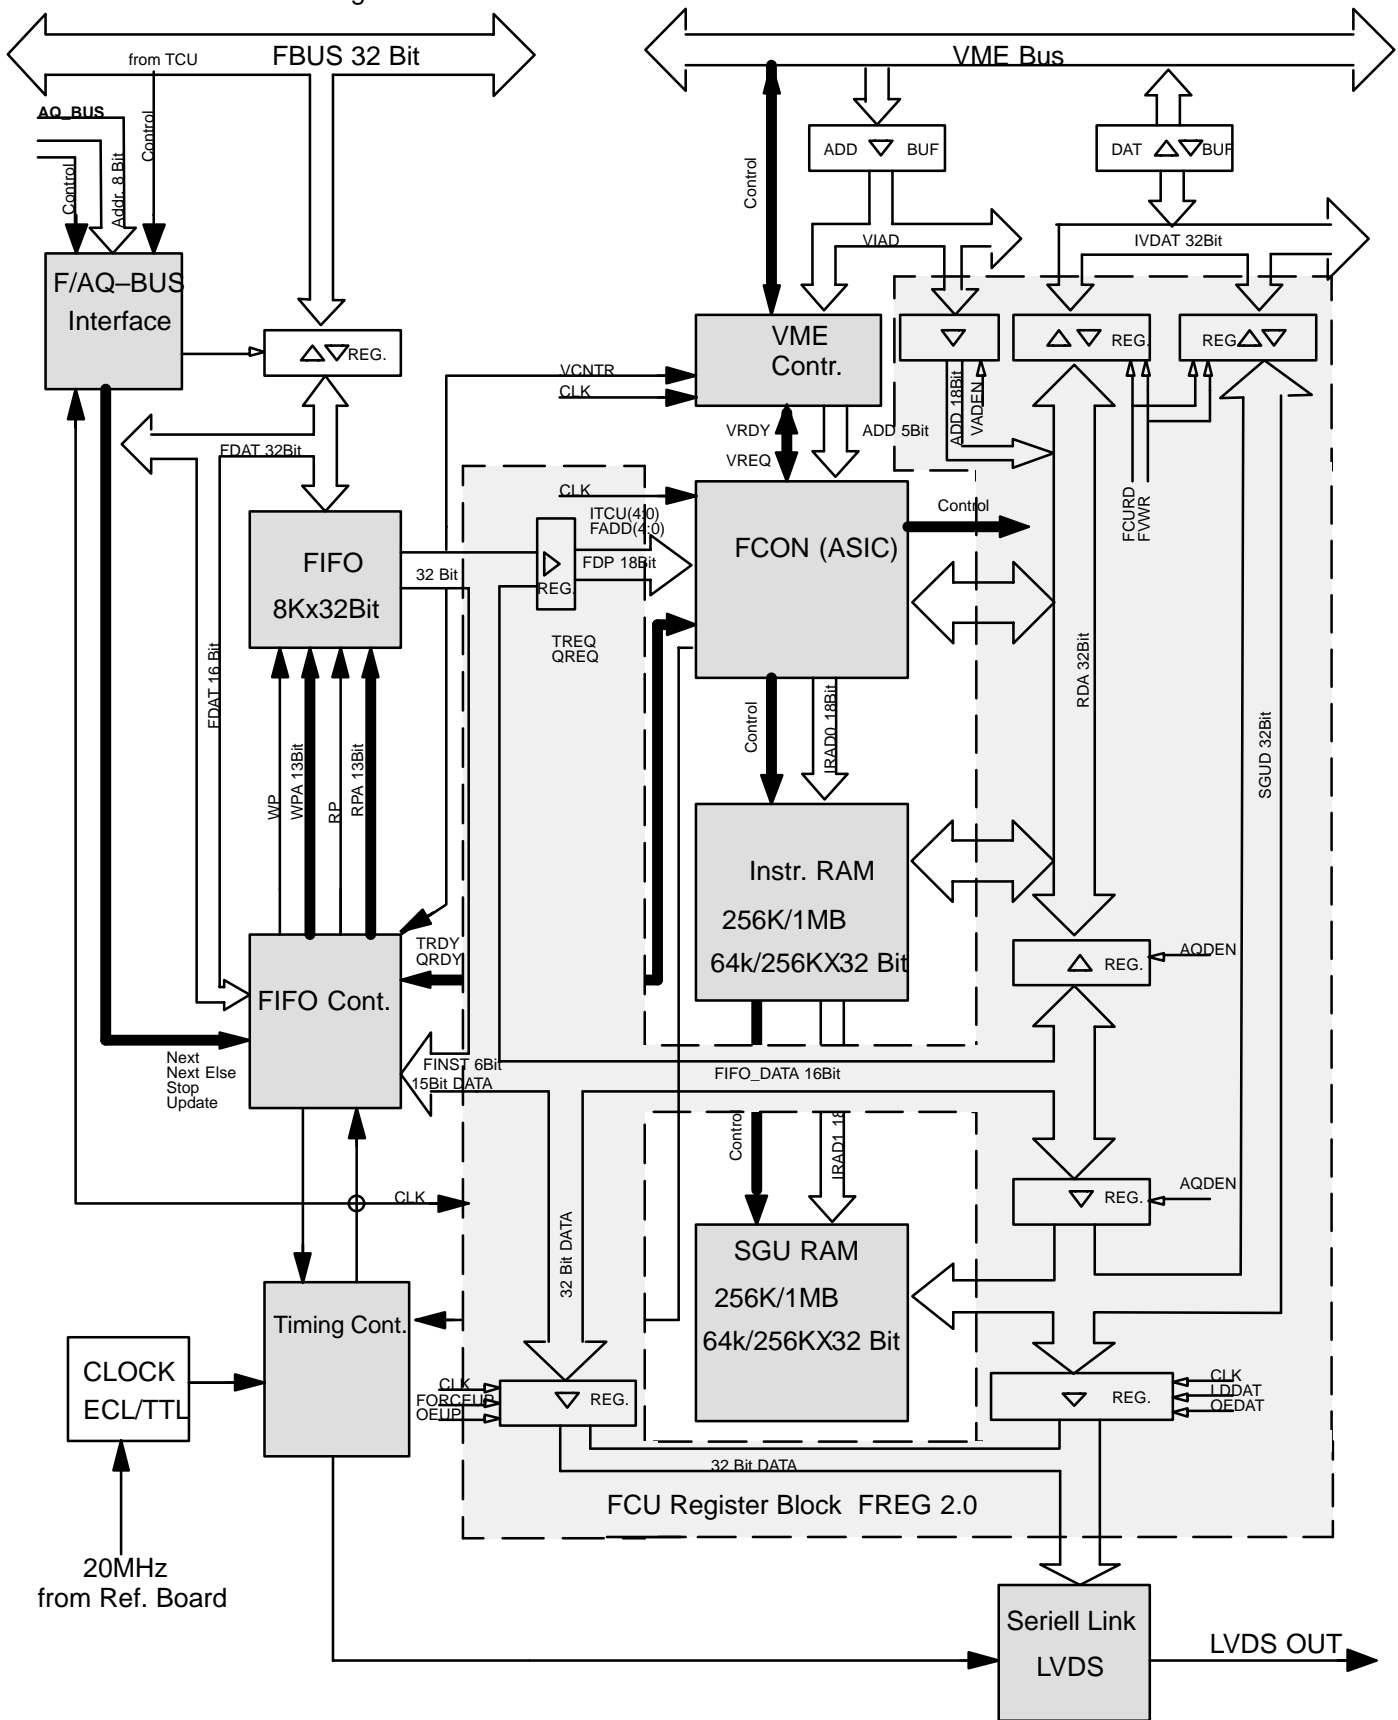 FBUS 32 Bit
VME Bus
from TCU
AQ_BUS
Control
Addr. 8 Bit
Control
Control
ADD
BUF
DAT
BUF
VIAD
IVDAT 32Bit
F/AQ–BUS
Interface
REG.
VME
Contr.
REG.
REG.
VCNTR
CLK
ADD 18Bit
VADEN
VRDY
VREQ
ADD 5Bit
FCURD
FVWR
FDAT 32Bit
CLK
ITCU(4:0)
FADD(4:0)
FDP 18Bit
REG.
FCON (ASIC)
Control
FIFO
8Kx32Bit
32 Bit
TREQ
QREQ
FDAT 16 Bit
RDA 32Bit
SGUD 32Bit
Control
IRAD0 18Bit
WP
WPA 13Bit
RP
RPA 13Bit
Instr. RAM
256K/1MB
64k/256KX32 Bit
TRDY
QRDY
REG.
AQDEN
FIFO Cont.
Next
Next Else
Stop
Update
FINST 6Bit
15Bit DATA
FIFO_DATA 16Bit
Control
IRAD1 18
CLK
REG.
AQDEN
32 Bit DATA
SGU RAM
256K/1MB
64k/256KX32 Bit
Timing Cont.
CLOCK
ECL/TTL
CLK
FORCEUP
OEUP
REG.
REG.
CLK
LDDAT
OEDAT
32 Bit DATA
FCU Register Block FREG 2.0
20MHz
from Ref. Board
Seriell Link
LVDS
LVDS OUT